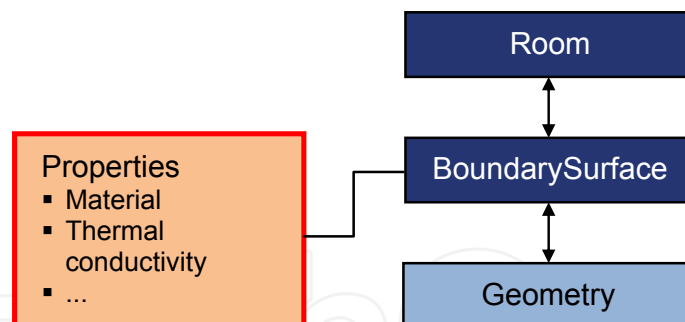 Room
BoundarySurface
Properties
▪ Material
▪ Thermal
conductivity
▪ ...
Geometry